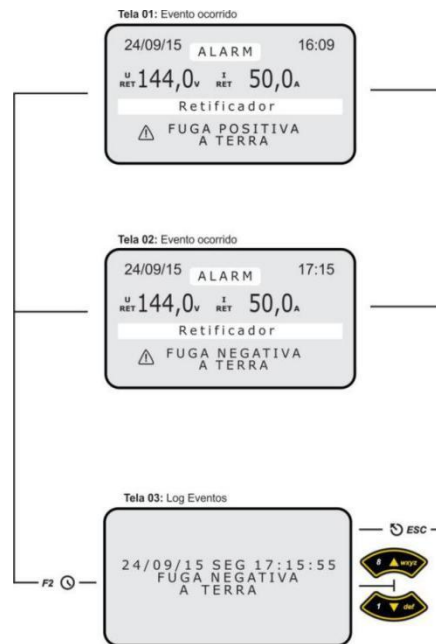 Tela 01: Evento ocorrido
24/09/15 ALARM 16:09
U RET 144,0V I RET 50,0A
Retificador
FUGA POSITIVA
A TERRA
Tela 02: Evento ocorrido
24/09/15 ALARM 17:15
U RET 144,0V I RET 50,0A
Retificador
FUGA NEGATIVA
A TERRA
Tela 03: Log Eventos
ESC
24/09/15 SEG 17:15:55
FUGA NEGATIVA
A TERRA
8 wxyz
F2
1 def